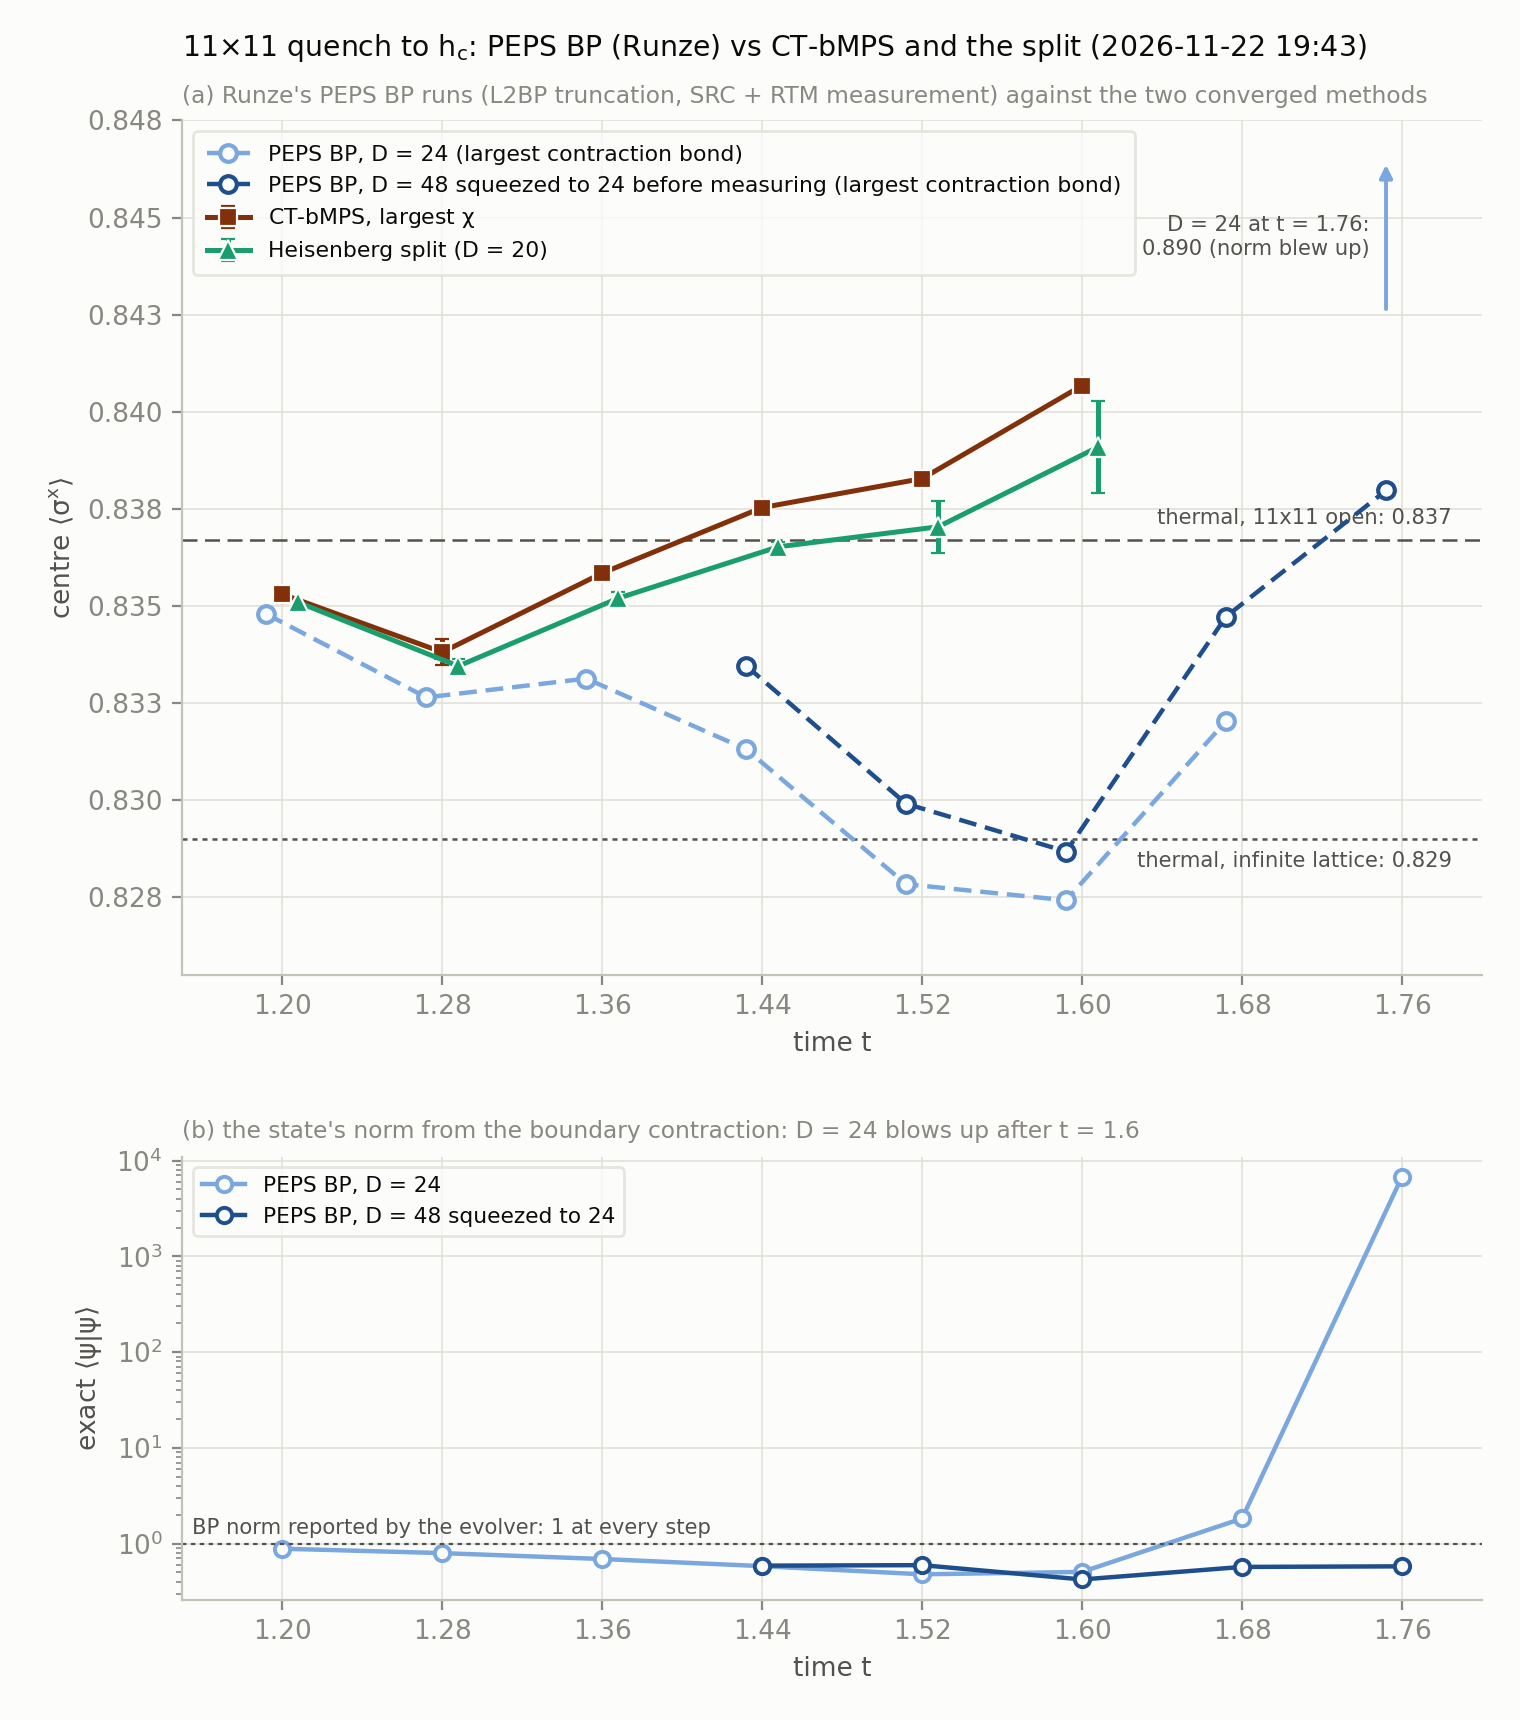 11×11 quench to h_c: PEPS BP (Runze) vs CT-bMPS and the split (2026-11-22 19:43)
(a) Runze's PEPS BP runs (L2BP truncation, SRC + RTM measurement) against the two converged methods
PEPS BP, D = 24 (largest contraction bond)
PEPS BP, D = 48 squeezed to 24 before measuring (largest contraction bond)
CT-bMPS, largest χ
Heisenberg split (D = 20)
D = 24 at t = 1.76:
0.890 (norm blew up)
thermal, 11x11 open: 0.837
thermal, infinite lattice: 0.829
0.848
0.845
0.843
0.840
0.838
0.835
0.833
0.830
0.828
centre ⟨σˣ⟩
1.20 1.28 1.36 1.44 1.52 1.60 1.68 1.76
time t
(b) the state's norm from the boundary contraction: D = 24 blows up after t = 1.6
PEPS BP, D = 24
PEPS BP, D = 48 squeezed to 24
BP norm reported by the evolver: 1 at every step
10⁴
10³
10²
10¹
10⁰
exact ⟨ψ|ψ⟩
1.20 1.28 1.36 1.44 1.52 1.60 1.68 1.76
time t